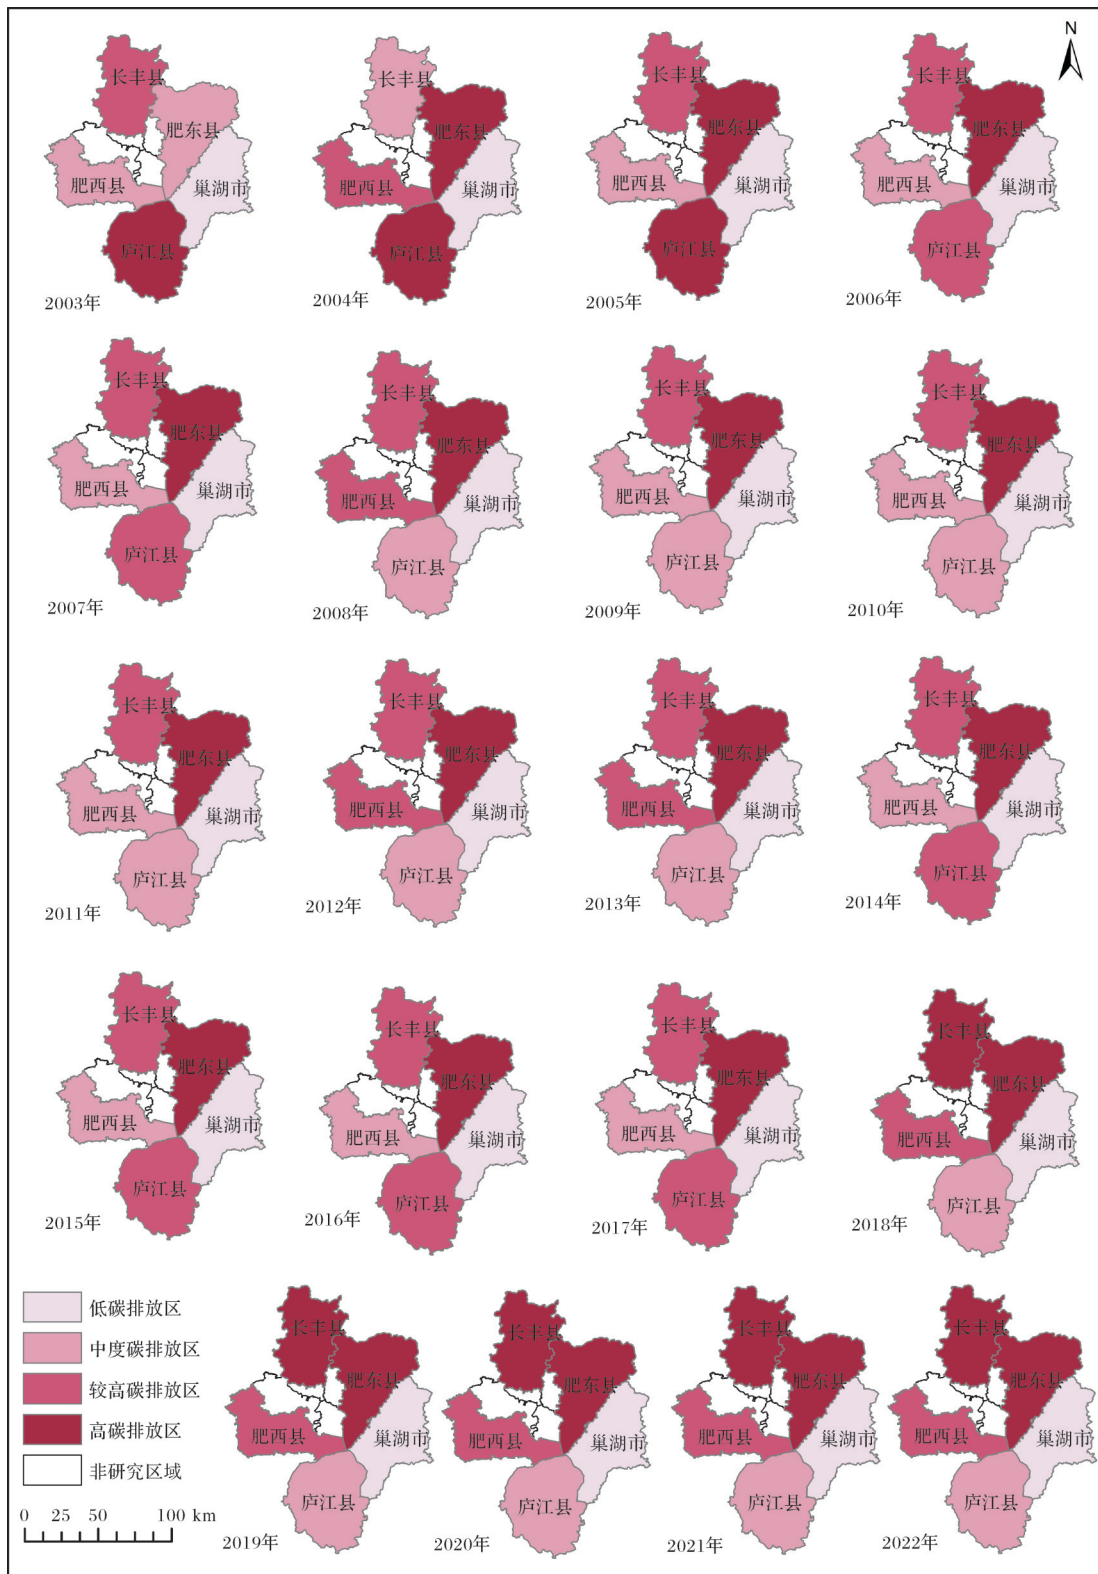 N
长丰县
肥东县
肥西县
巢湖市
庐江县
2003年
长丰县
肥东县
肥西县
巢湖市
庐江县
2004年
长丰县
肥东县
肥西县
巢湖市
庐江县
2005年
长丰县
肥东县
肥西县
巢湖市
庐江县
2006年
长丰县
肥东县
肥西县
巢湖市
庐江县
2007年
长丰县
肥东县
肥西县
巢湖市
庐江县
2008年
长丰县
肥东县
肥西县
巢湖市
庐江县
2009年
长丰县
肥东县
肥西县
巢湖市
庐江县
2010年
长丰县
肥东县
肥西县
巢湖市
庐江县
2011年
长丰县
肥东县
肥西县
巢湖市
庐江县
2012年
长丰县
肥东县
肥西县
巢湖市
庐江县
2013年
长丰县
肥东县
肥西县
巢湖市
庐江县
2014年
长丰县
肥东县
肥西县
巢湖市
庐江县
2015年
长丰县
肥东县
肥西县
巢湖市
庐江县
2016年
长丰县
肥东县
肥西县
巢湖市
庐江县
2017年
长丰县
肥东县
肥西县
巢湖市
庐江县
2018年
低碳排放区
中度碳排放区
较高碳排放区
高碳排放区
非研究区域
0 25 50 100 km
长丰县
肥东县
肥西县
巢湖市
庐江县
2019年
长丰县
肥东县
肥西县
巢湖市
庐江县
2020年
长丰县
肥东县
肥西县
巢湖市
庐江县
2021年
长丰县
肥东县
肥西县
巢湖市
庐江县
2022年